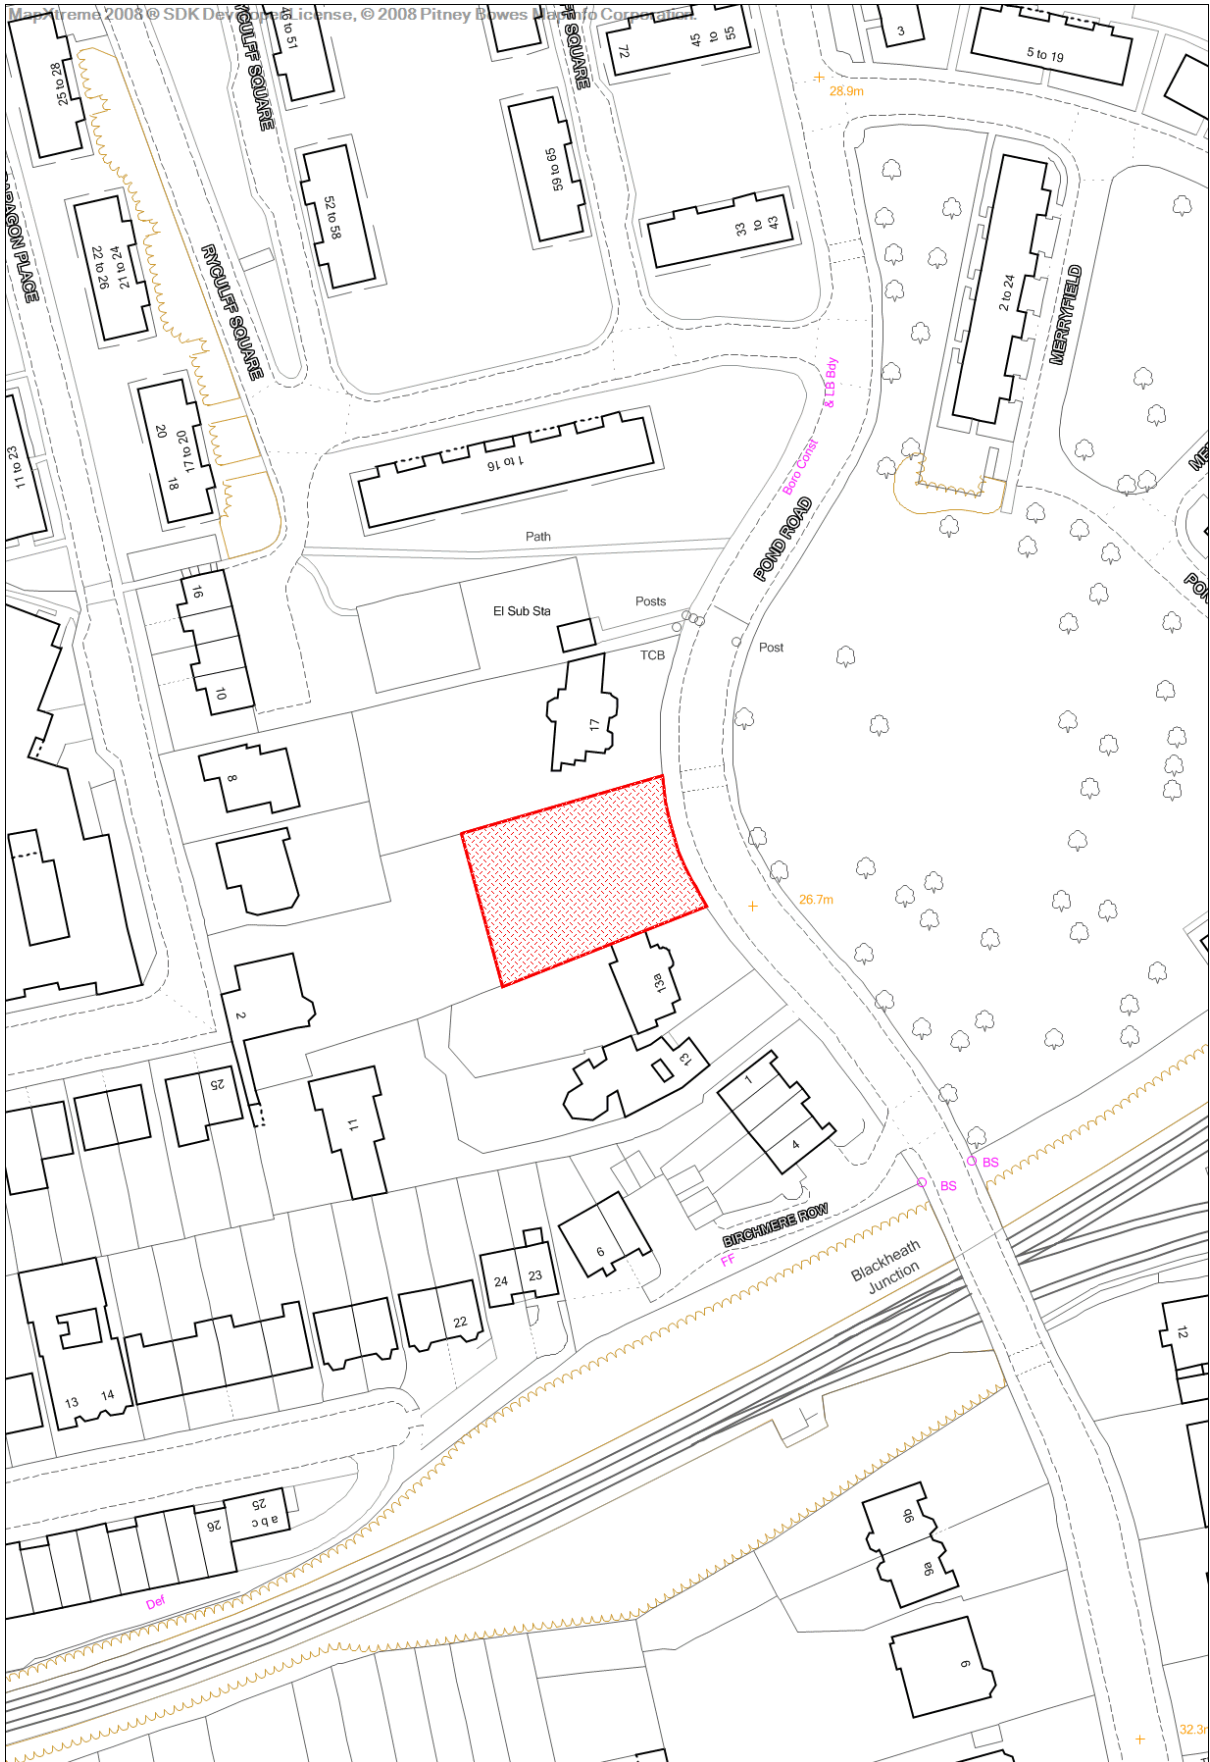 MapXtreme 2008 ® SDK Developer License, © 2008 Pitney Bowes MapInfo Corporation.
25 to 28
RYCULFF SQUARE
46 to 51
72
45
to
55
3
5 to 19
28.9m
59 to 65
52 to 58
33
to
43
PARAGON PLACE
22 to 26
21 to 24
RYCULFF SQUARE
2 to 24
MERRYFIELD
& LB Bdy
Boro Const
11 to 23
20
17 to 20
18
1 to 16
POND ROAD
Path
16
El Sub Sta
Posts
TCB
Post
10
17
8
26.7m
13a
2
13
25
11
1
4
BS
BS
BIRCHMERE ROW
FF
6
Blackheath
Junction
24
23
22
12
13
14
25
a b c
26
Def
9b
9a
9
32.3m